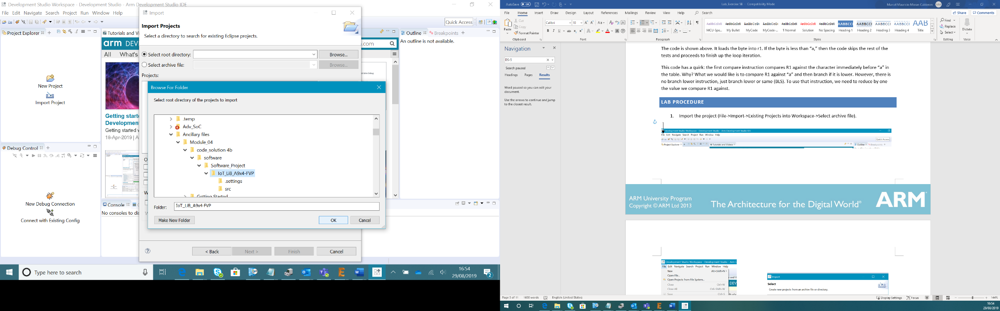 Development Studio Workspace - Development Studio - Arm Development Studio IDE
File Edit Navigate Search Project Run Window Help
Quick Access
Project Explorer
New Project
Import Project
Debug Control
New Debug Connection
Connect with Existing Config
Tutorials and Vi
arm DEV
All What's
.com
Getting starte
Development
Getting started v
18-Apr-2019 | A
Outline Breakpoints
An outline is not available.
Console
No consoles to dis
Import
Import Projects
Select a directory to search for existing Eclipse projects.
Select root directory:
Browse...
Select archive file:
Browse...
Projects:
Browse For Folder
Select root directory of the projects to import
.temp
Adv_SoC
Ancillary files
Module_04
code_solution 4b
software
Software_Project
IoT_LiB_A9x4-FVP
.settings
src
Getting Started
Folder: IoT_LiB_A9x4-FVP
Make New Folder
OK
Cancel
< Back
Next >
Finish
Cancel
Type here to search
16:54
29/08/2019
2
AutoSave On
Lab_Exercise 5B - Compatibility Mode
Marcel Mauricio Moran Calderon
MM
File Home Insert Draw Design Layout References Mailings Review View Help Search
Share
Comments
Paste
Cut
Copy
Format Painter
Clipboard
Calibri
10
Font
Paragraph
MCU-Spe...
My Bullet
MyCode
MyCode-...
¶ Normal
Solution
No Spacing
Heading 1
Heading 2
Heading 3
Heading 4
Title
Styles
Find
Replace
Select
Editing
Dictate
Voice
Navigation
DS-5
Search paused
Headings Pages Results
Word paused so you can edit your
document.
Use the arrows to continue and jump
to the closest result.
The code is shown above. It loads the byte into r1. If the byte is less than “a,” then the code skips the rest of the
tests and proceeds to finish up the loop iteration.
This code has a quirk: the first compare instruction compares R1 against the character immediately before “a” in
the table. Why? What we would like is to compare R1 against “a” and then branch if it is lower. However, there is
no branch lower instruction, just branch lower or same (BLS). To use that instruction, we need to reduce by one
the value we compare R1 against.
LAB PROCEDURE
1. Import the project (File->Import->Existing Projects into Workspace->Select archive file).
Development Studio Workspace - Development Studio - Arm Development Studio IDE
File Edit Navigate Search Project Run Window Help
Quick Access
Project Explorer
Tutorials and Videos
Outline Breakpoints
ARM University Program
Copyright © ARM Ltd 2013
The Architecture for the Digital World®
ARM®
Development Studio Workspace - Development Studio - Arm D
File Edit Navigate Search Project Run Window Help
New Alt+Shift+N >
Open File...
Open Projects from File System...
Close Ctrl+W
Close All Ctrl+Shift+W
Save Ctrl+S
DEV
Import
Select
Create new projects from an archive file or directory.
Page 3 of 11 1600 words English (United States)
Display Settings Focus 144%
16:54
29/08/2019